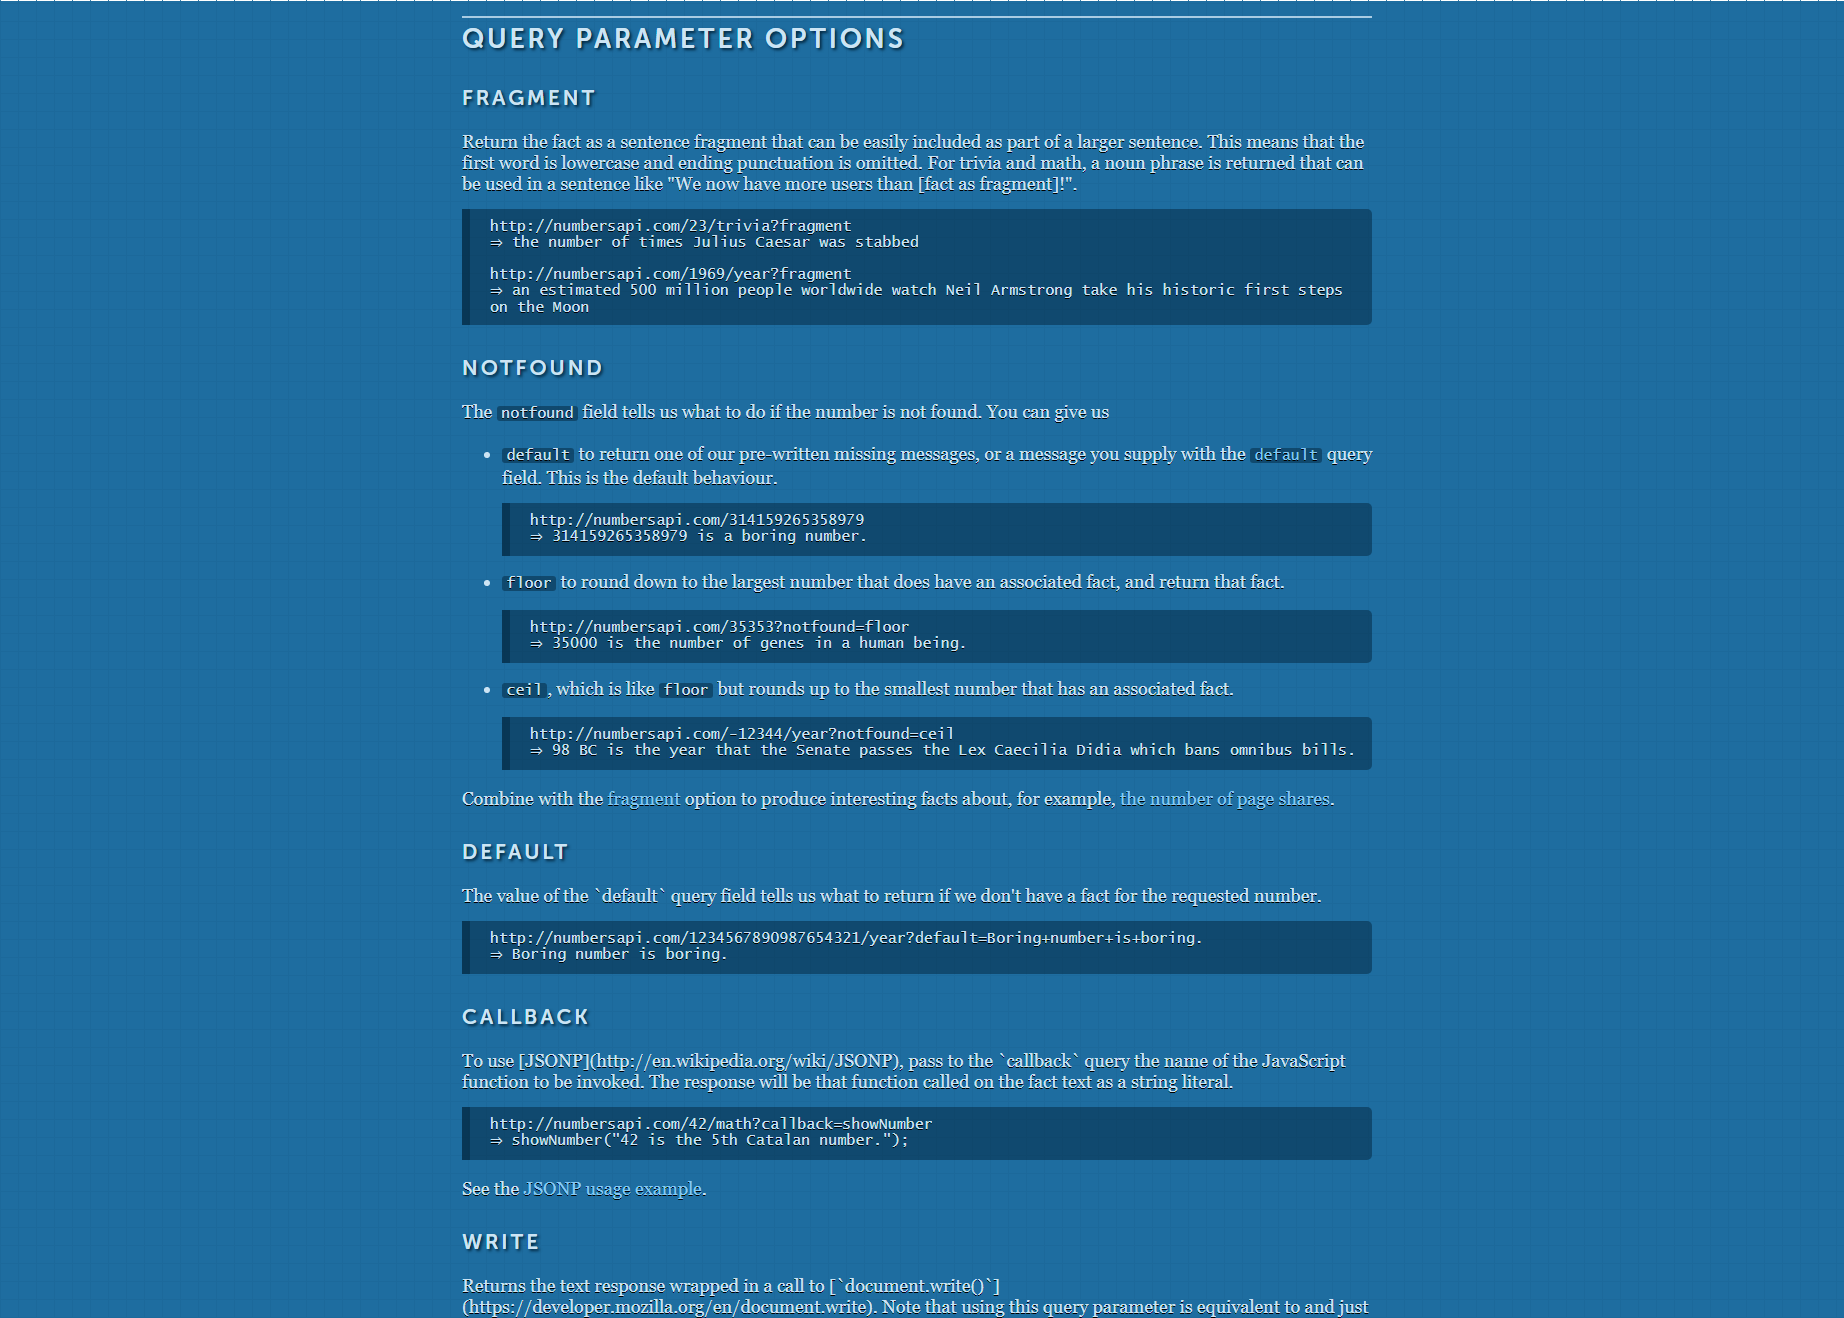 QUERY PARAMETER OPTIONS
FRAGMENT
Return the fact as a sentence fragment that can be easily included as part of a larger sentence. This means that the
first word is lowercase and ending punctuation is omitted. For trivia and math, a noun phrase is returned that can
be used in a sentence like "We now have more users than [fact as fragment]!".
http://numbersapi.com/23/trivia?fragment
⇒ the number of times Julius Caesar was stabbed
http://numbersapi.com/1969/year?fragment
⇒ an estimated 500 million people worldwide watch Neil Armstrong take his historic first steps
on the Moon
NOTFOUND
The notfound field tells us what to do if the number is not found. You can give us
• default to return one of our pre-written missing messages, or a message you supply with the default query
field. This is the default behaviour.
http://numbersapi.com/314159265358979
⇒ 314159265358979 is a boring number.
• floor to round down to the largest number that does have an associated fact, and return that fact.
http://numbersapi.com/35353?notfound=floor
⇒ 35000 is the number of genes in a human being.
• ceil, which is like floor but rounds up to the smallest number that has an associated fact.
http://numbersapi.com/-12344/year?notfound=ceil
⇒ 98 BC is the year that the Senate passes the Lex Caecilia Didia which bans omnibus bills.
Combine with the fragment option to produce interesting facts about, for example, the number of page shares.
DEFAULT
The value of the `default` query field tells us what to return if we don't have a fact for the requested number.
http://numbersapi.com/1234567890987654321/year?default=Boring+number+is+boring.
⇒ Boring number is boring.
CALLBACK
To use [JSONP](http://en.wikipedia.org/wiki/JSONP), pass to the `callback` query the name of the JavaScript
function to be invoked. The response will be that function called on the fact text as a string literal.
http://numbersapi.com/42/math?callback=showNumber
⇒ showNumber("42 is the 5th Catalan number.");
See the JSONP usage example.
WRITE
Returns the text response wrapped in a call to [`document.write()`]
(https://developer.mozilla.org/en/document.write). Note that using this query parameter is equivalent to and just